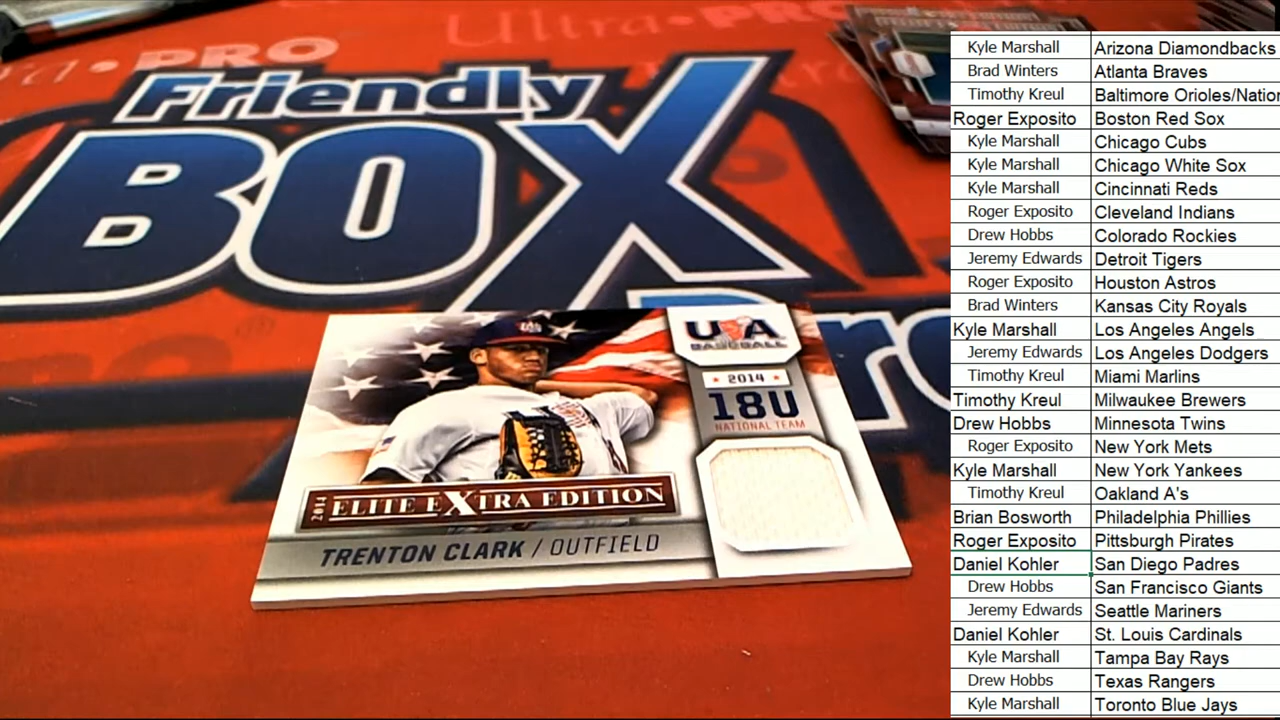 Ultra•PRO
PRO
Friendly
BOX
USA
BASEBALL
2014
18U
NATIONAL TEAM
2014 ELITE EXTRA EDITION
TRENTON CLARK / OUTFIELD
Kyle Marshall Arizona Diamondbacks
Brad Winters Atlanta Braves
Timothy Kreul Baltimore Orioles/Nation
Roger Exposito Boston Red Sox
Kyle Marshall Chicago Cubs
Kyle Marshall Chicago White Sox
Kyle Marshall Cincinnati Reds
Roger Exposito Cleveland Indians
Drew Hobbs Colorado Rockies
Jeremy Edwards Detroit Tigers
Roger Exposito Houston Astros
Brad Winters Kansas City Royals
Kyle Marshall Los Angeles Angels
Jeremy Edwards Los Angeles Dodgers
Timothy Kreul Miami Marlins
Timothy Kreul Milwaukee Brewers
Drew Hobbs Minnesota Twins
Roger Exposito New York Mets
Kyle Marshall New York Yankees
Timothy Kreul Oakland A's
Brian Bosworth Philadelphia Phillies
Roger Exposito Pittsburgh Pirates
Daniel Kohler San Diego Padres
Drew Hobbs San Francisco Giants
Jeremy Edwards Seattle Mariners
Daniel Kohler St. Louis Cardinals
Kyle Marshall Tampa Bay Rays
Drew Hobbs Texas Rangers
Kyle Marshall Toronto Blue Jays